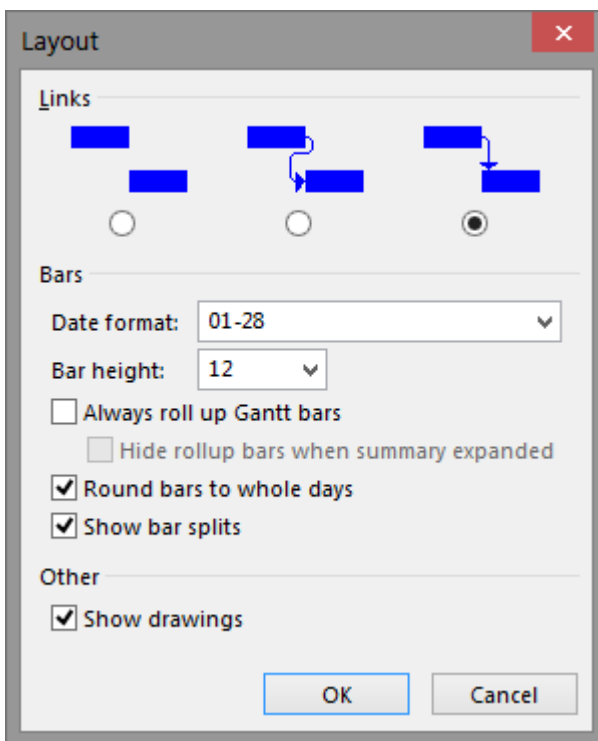 Layout
Links
Bars
Date format: 01-28
Bar height: 12
Always roll up Gantt bars
Hide rollup bars when summary expanded
Round bars to whole days
Show bar splits
Other
Show drawings
OK Cancel